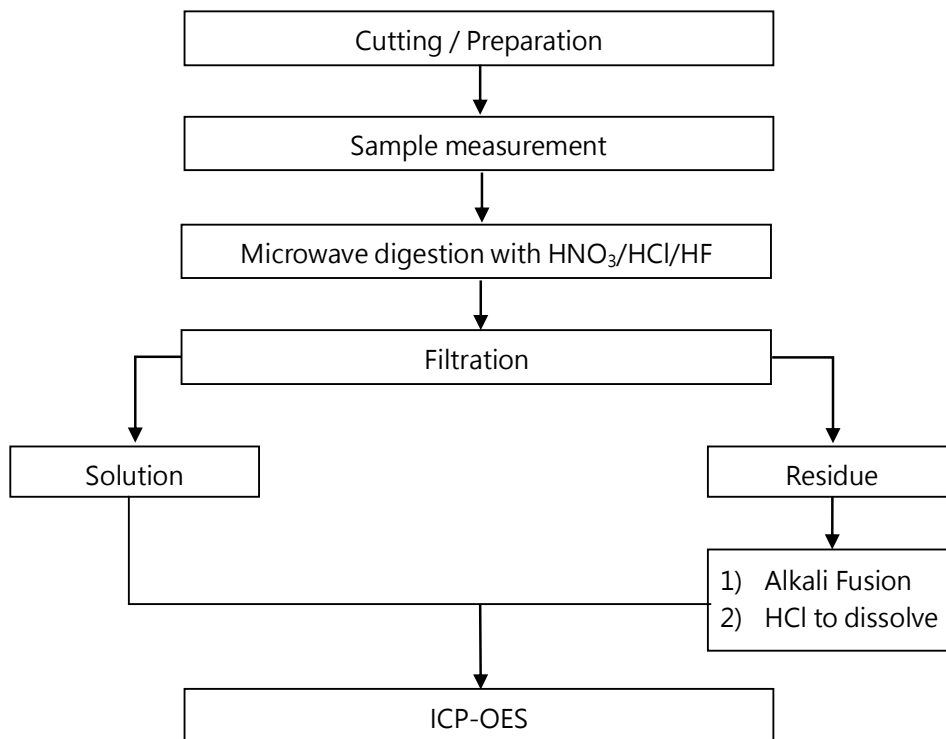 Cutting / Preparation
Sample measurement
Microwave digestion with HNO₃/HCl/HF
Filtration
Solution
Residue
1) Alkali Fusion
2) HCl to dissolve
ICP-OES